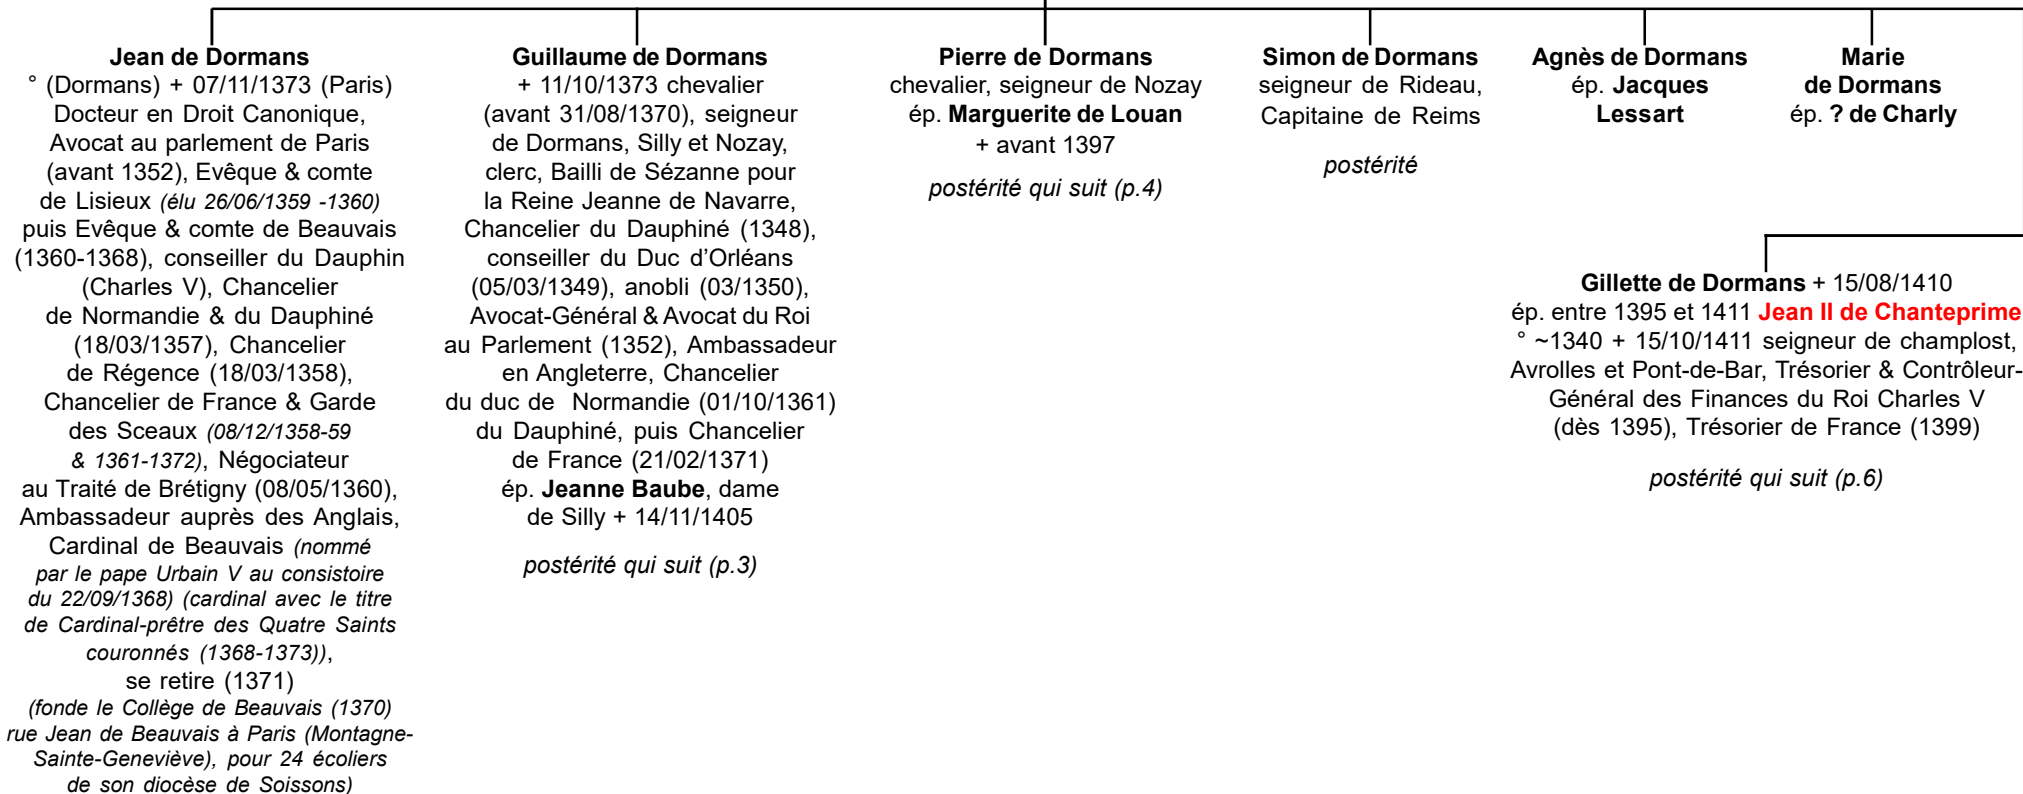 Jean de Dormans
° (Dormans) + 07/11/1373 (Paris)
Docteur en Droit Canonique,
Avocat au parlement de Paris
(avant 1352), Evêque & comte
de Lisieux (élu 26/06/1359 -1360)
puis Evêque & comte de Beauvais
(1360-1368), conseiller du Dauphin
(Charles V), Chancelier
de Normandie & du Dauphiné
(18/03/1357), Chancelier
de Régence (18/03/1358),
Chancelier de France & Garde
des Sceaux (08/12/1358-59
& 1361-1372), Négociateur
au Traité de Brétigny (08/05/1360),
Ambassadeur auprès des Anglais,
Cardinal de Beauvais (nommé
par le pape Urbain V au consistoire
du 22/09/1368) (cardinal avec le titre
de Cardinal-prêtre des Quatre Saints
couronnés (1368-1373)),
se retire (1371)
(fonde le Collège de Beauvais (1370)
rue Jean de Beauvais à Paris (Montagne-
Sainte-Geneviève), pour 24 écoliers
de son diocèse de Soissons)
Guillaume de Dormans
+ 11/10/1373 chevalier
(avant 31/08/1370), seigneur
de Dormans, Silly et Nozay,
clerc, Bailli de Sézanne pour
la Reine Jeanne de Navarre,
Chancelier du Dauphiné (1348),
conseiller du Duc d'Orléans
(05/03/1349), anobli (03/1350),
Avocat-Général & Avocat du Roi
au Parlement (1352), Ambassadeur
en Angleterre, Chancelier
du duc de Normandie (01/10/1361)
du Dauphiné, puis Chancelier
de France (21/02/1371)
ép. Jeanne Baube, dame
de Silly + 14/11/1405
postérité qui suit (p.3)
Pierre de Dormans
chevalier, seigneur de Nozay
ép. Marguerite de Louan
+ avant 1397
postérité qui suit (p.4)
Simon de Dormans
seigneur de Rideau,
Capitaine de Reims
postérité
Agnès de Dormans
ép. Jacques
Lessart
Marie
de Dormans
ép. ? de Charly
Gillette de Dormans + 15/08/1410
ép. entre 1395 et 1411 Jean II de Chanteprime
° ~1340 + 15/10/1411 seigneur de champlost,
Avrolles et Pont-de-Bar, Trésorier & Contrôleur-
Général des Finances du Roi Charles V
(dès 1395), Trésorier de France (1399)
postérité qui suit (p.6)